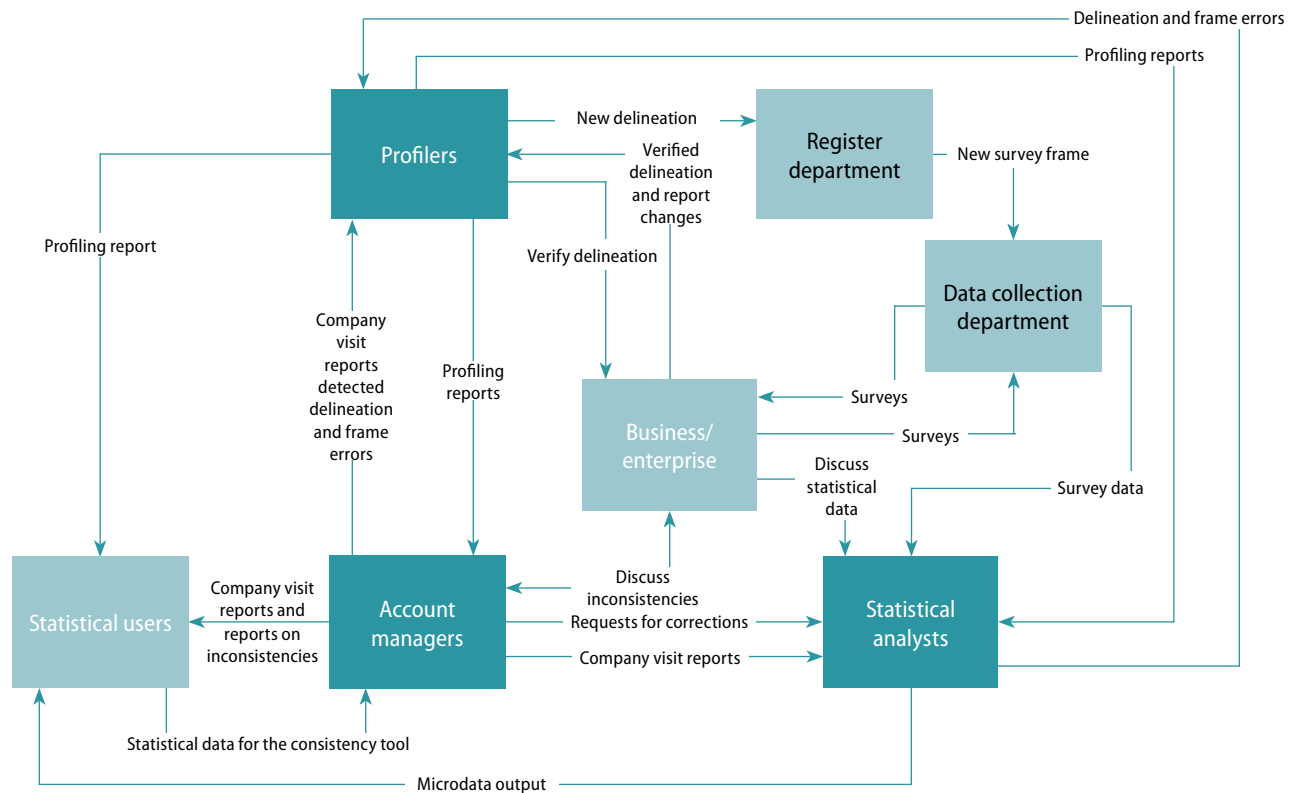 Delineation and frame errors
Profiling reports
Profilers
New delineation
Register
department
Verified
delineation
and report
changes
New survey frame
Profiling report
Verify delineation
Data collection
department
Company
visit
reports
detected
delineation
and frame
errors
Profiling
reports
Surveys
Business/
enterprise
Surveys
Discuss
statistical
data
Survey data
Statistical users
Company visit
reports and
reports on
inconsistencies
Account
managers
Discuss
inconsistencies
Requests for corrections
Company visit reports
Statistical
analysts
Statistical data for the consistency tool
Microdata output